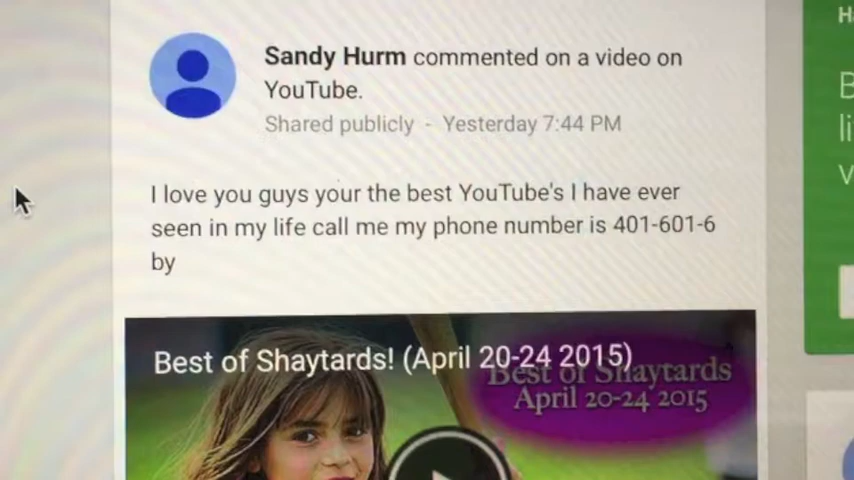 Sandy Hurm commented on a video on
YouTube.
Shared publicly - Yesterday 7:44 PM
I love you guys your the best YouTube's I have ever
seen in my life call me my phone number is 401-601-6
by
Best of Shaytards! (April 20-24 2015)
Best of Shaytards
April 20-24 2015
H
B
li
v